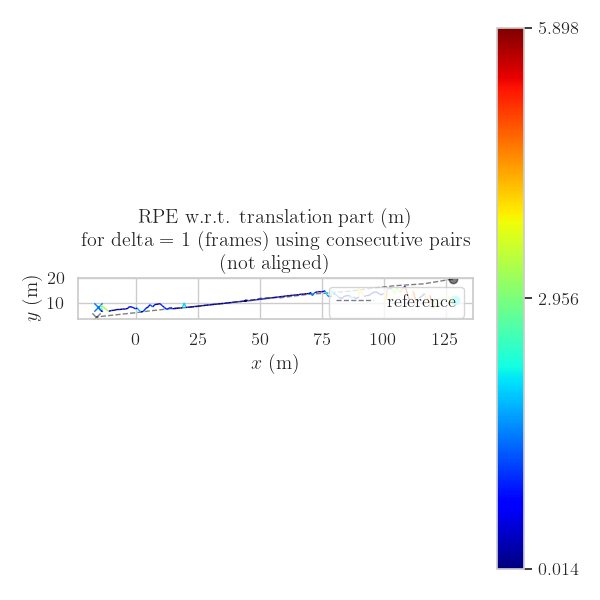 RPE w.r.t. translation part (m)
for delta = 1 (frames) using consecutive pairs
(not aligned)
20
10
y (m)
0
25
50
75
100
125
x (m)
reference
5.898
2.956
0.014